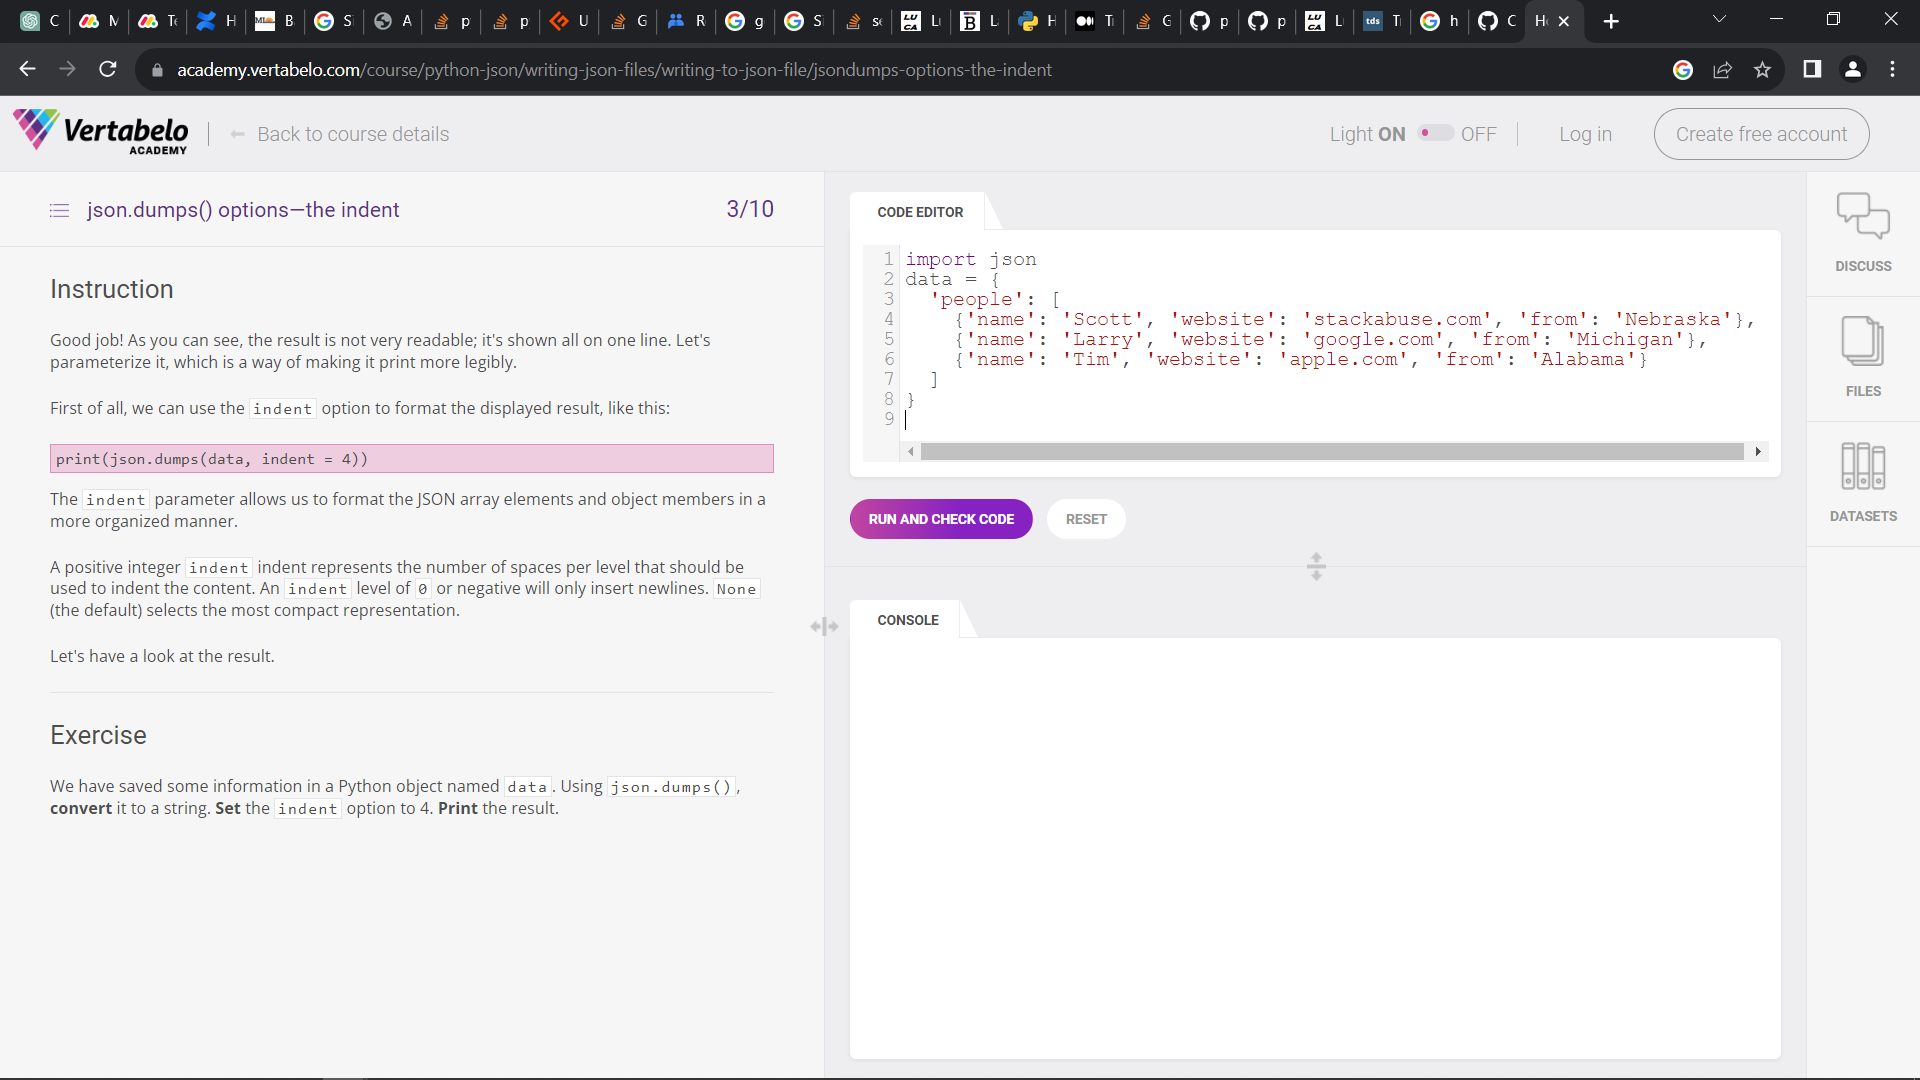 C M Te H B S A p p U G R g S se Lu La H Ti G p p Lu Ti h C He
academy.vertabelo.com/course/python-json/writing-json-files/writing-to-json-file/jsondumps-options-the-indent
Vertabelo
ACADEMY
Back to course details
Light ON OFF
Log in
Create free account
json.dumps() options—the indent
3/10
Instruction
Good job! As you can see, the result is not very readable; it's shown all on one line. Let's
parameterize it, which is a way of making it print more legibly.
First of all, we can use the indent option to format the displayed result, like this:
print(json.dumps(data, indent = 4))
The indent parameter allows us to format the JSON array elements and object members in a
more organized manner.
A positive integer indent indent represents the number of spaces per level that should be
used to indent the content. An indent level of 0 or negative will only insert newlines. None
(the default) selects the most compact representation.
Let's have a look at the result.
Exercise
We have saved some information in a Python object named data. Using json.dumps(),
convert it to a string. Set the indent option to 4. Print the result.
CODE EDITOR
1 import json
2 data = {
3 'people': [
4 {'name': 'Scott', 'website': 'stackabuse.com', 'from': 'Nebraska'},
5 {'name': 'Larry', 'website': 'google.com', 'from': 'Michigan'},
6 {'name': 'Tim', 'website': 'apple.com', 'from': 'Alabama'}
7 ]
8 }
9
RUN AND CHECK CODE
RESET
CONSOLE
DISCUSS
FILES
DATASETS